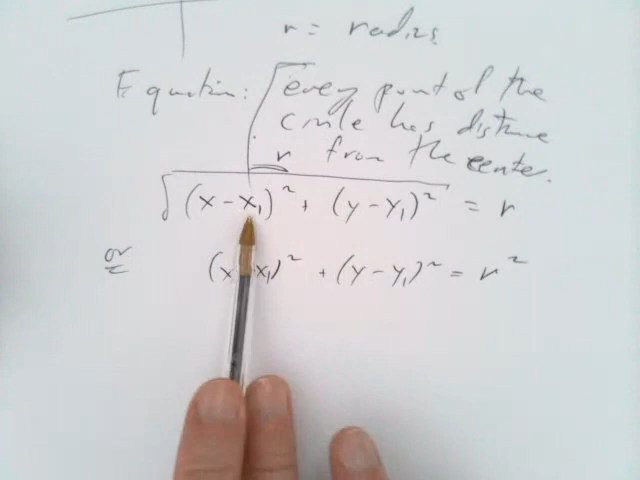 r = radius
Equation: every point of the
circle has distance
r from the center.
√(x - x₁)² + (y - y₁)² = r
or (x - x₁)² + (y - y₁)² = r²